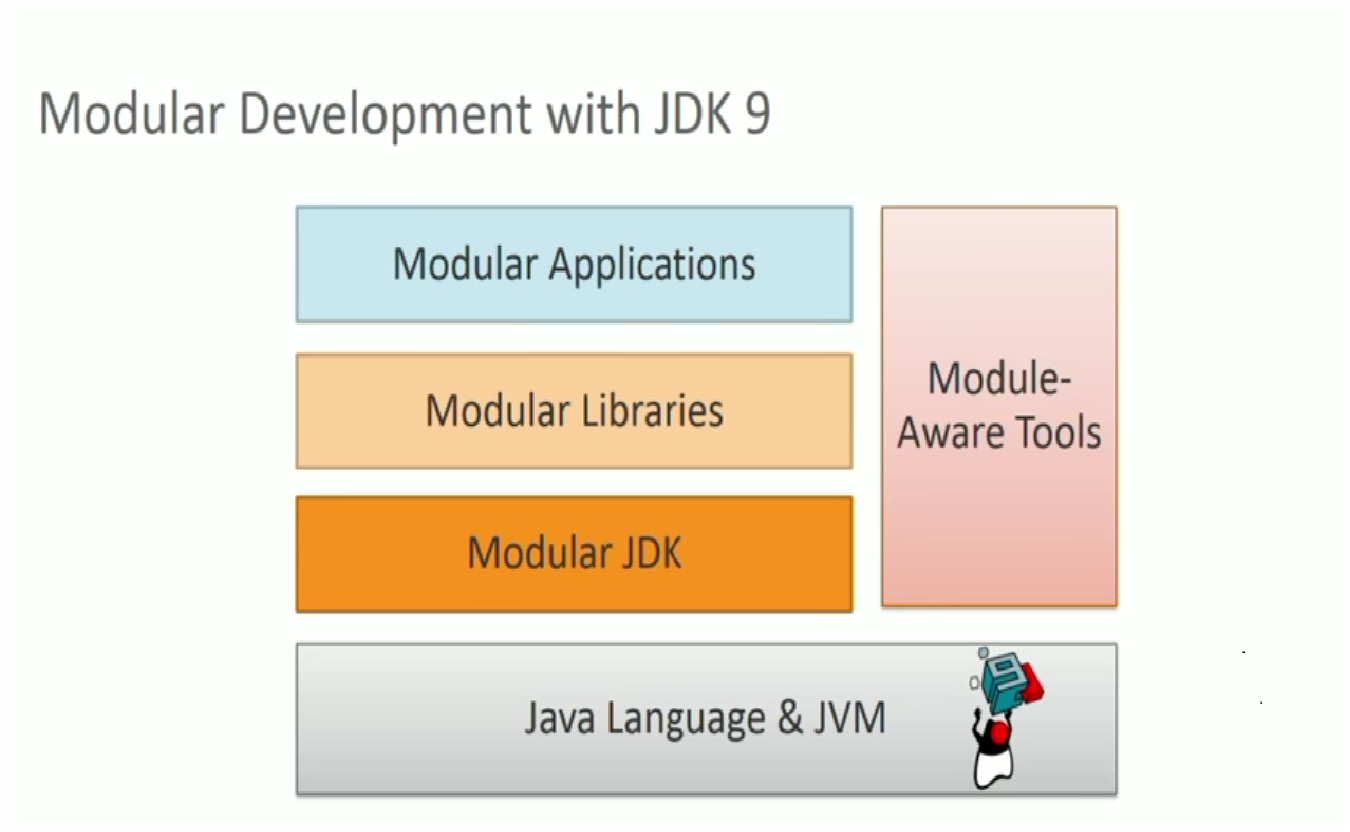 Modular Development with JDK 9
Modular Applications
Modular Libraries
Modular JDK
Module-
Aware Tools
Java Language & JVM